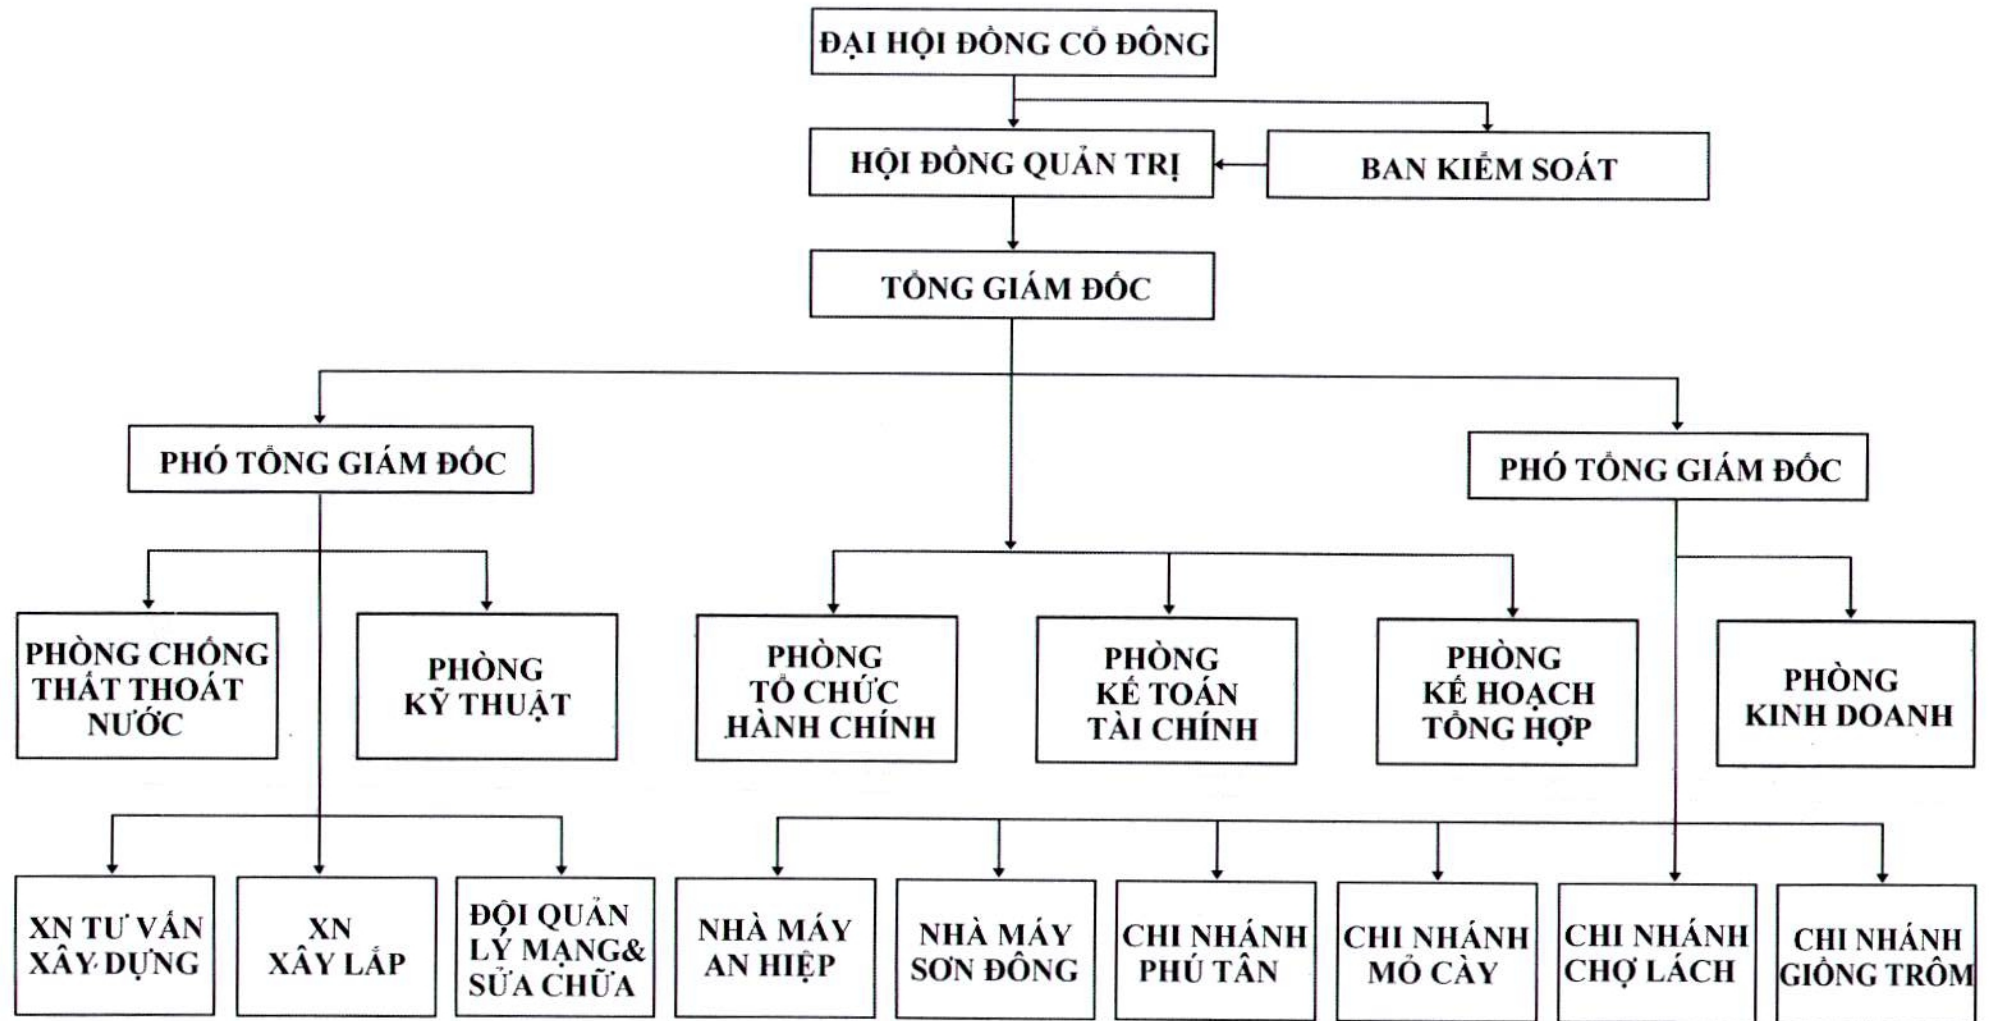 ĐẠI HỘI ĐỒNG CỔ ĐÔNG
HỘI ĐỒNG QUẢN TRỊ
BAN KIỂM SOÁT
TỔNG GIÁM ĐỐC
PHÓ TỔNG GIÁM ĐỐC
PHÓ TỔNG GIÁM ĐỐC
PHÒNG CHỐNG
THẤT THOÁT
NƯỚC
PHÒNG
KỸ THUẬT
PHÒNG
TỔ CHỨC
HÀNH CHÍNH
PHÒNG
KẾ TOÁN
TÀI CHÍNH
PHÒNG
KẾ HOẠCH
TỔNG HỢP
PHÒNG
KINH DOANH
XN TƯ VẤN
XÂY DỰNG
XN
XÂY LẮP
ĐỘI QUẢN
LÝ MẠNG&
SỬA CHỮA
NHÀ MÁY
AN HIỆP
NHÀ MÁY
SƠN ĐÔNG
CHI NHÁNH
PHÚ TÂN
CHI NHÁNH
MỎ CÀY
CHI NHÁNH
CHỢ LÁCH
CHI NHÁNH
GIỒNG TRÔM